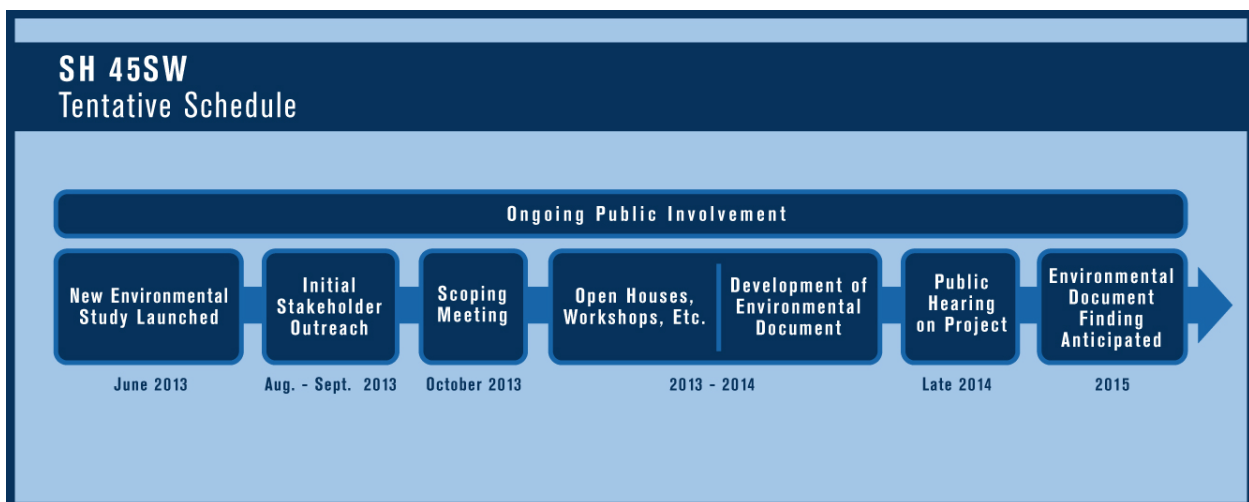 SH 45SW
Tentative Schedule
Ongoing Public Involvement
New Environmental
Study Launched
June 2013
Initial
Stakeholder
Outreach
Aug. - Sept. 2013
Scoping
Meeting
October 2013
Open Houses,
Workshops, Etc.
Development of
Environmental
Document
2013 - 2014
Public
Hearing
on Project
Late 2014
Environmental
Document
Finding
Anticipated
2015